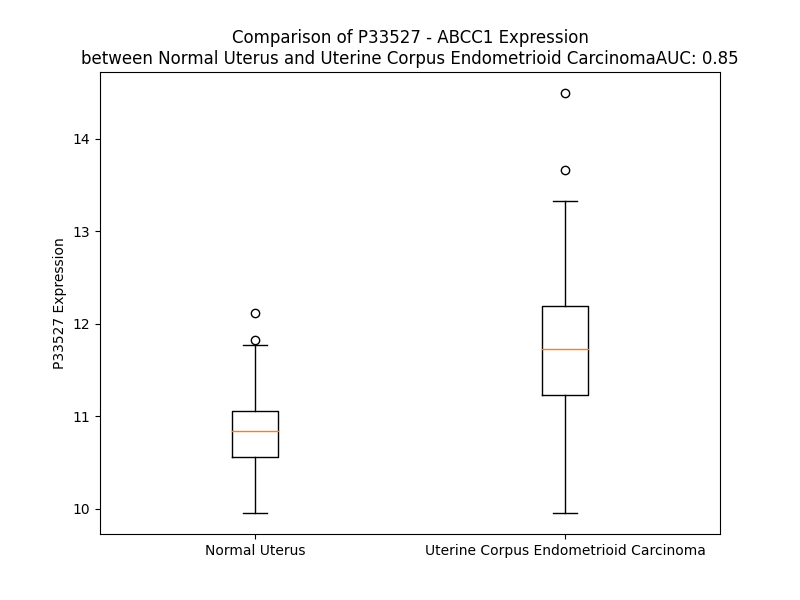 Comparison of P33527 - ABCC1 Expression
between Normal Uterus and Uterine Corpus Endometrioid CarcinomaAUC: 0.85
14
13
12
11
10
P33527 Expression
Normal Uterus
Uterine Corpus Endometrioid Carcinoma